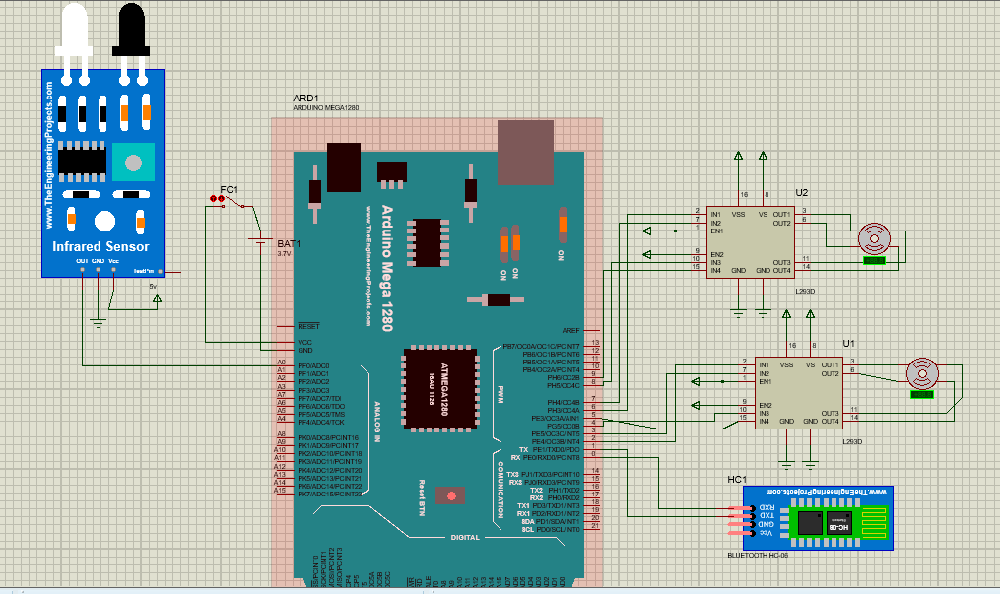 www.TheEngineeringProjects.com
Infrared Sensor
OUT GND Vcc
TestPin
5v
FC1
BAT1
3.7V
ARD1
ARDUINO MEGA1280
www.TheEngineeringProjects.com
Arduino Mega 1280
ON
ON
ON
ATMEGA1280
16AU 1126
Reset BTN
ANALOG IN
PWM
COMUNICATION
DIGITAL
RESET
VCC
GND
A0 PF0/ADC0
A1 PF1/ADC1
A2 PF2/ADC2
A3 PF3/ADC3
A7 PF4/ADC7/TDI
A6 PF6/ADC6/TDO
A5 PF5/ADC5/TMS
A4 PF4/ADC4/TCK
A8 PK0/ADC8/PCINT16
A9 PK1/ADC9/PCINT17
A10 PK2/ADC10/PCINT18
A11 PK3/ADC11/PCINT19
A12 PK4/ADC12/PCINT20
A13 PK5/ADC13/PCINT21
A14 PK6/ADC14/PCINT22
A15 PK7/ADC15/PCINT23
AREF
PB7/OC0A/OC1C/PCINT7 13
PB6/OC1B/PCINT6 12
PB5/OC1A/PCINT5 11
PB4/OC2A/PCINT4 10
PH6/OC2B 9
PH5/OC4C 8
PH4/OC4B 7
PH3/OC4A 6
PE3/OC3A/AIN1 5
PG5/OC0B 4
PE5/OC3C/INT5 3
PE4/OC3B/INT4 2
TX PE1/TXD0/PDO 1
RX PE0/RXD0/PCINT8 0
TX3 PJ1/TXD3/PCINT10 14
RX3 PJ0/RXD3/PCINT9 15
TX2 PH1/TXD2 16
RX2 PH0/RXD2 17
TX1 PD3/TXD1/INT3 18
RX1 PD2/RXD1/INT2 19
SDA PD1/SDA/INT1 20
SCL PD0/SCL/INT0 21
U2
16 8
2 IN1 VSS VS OUT1 3
7 IN2 OUT2 6
1 EN1
9 EN2
10 IN3 OUT3 11
15 IN4 GND GND OUT4 14
L293D
U1
16 8
2 IN1 VSS VS OUT1 3
7 IN2 OUT2 6
1 EN1
9 EN2
10 IN3 OUT3 11
15 IN4 GND GND OUT4 14
L293D
HC1
www.TheEngineeringProjects.com
RXD
TXD
GND
Vcc
HC-06
BLUETOOTH HC-06